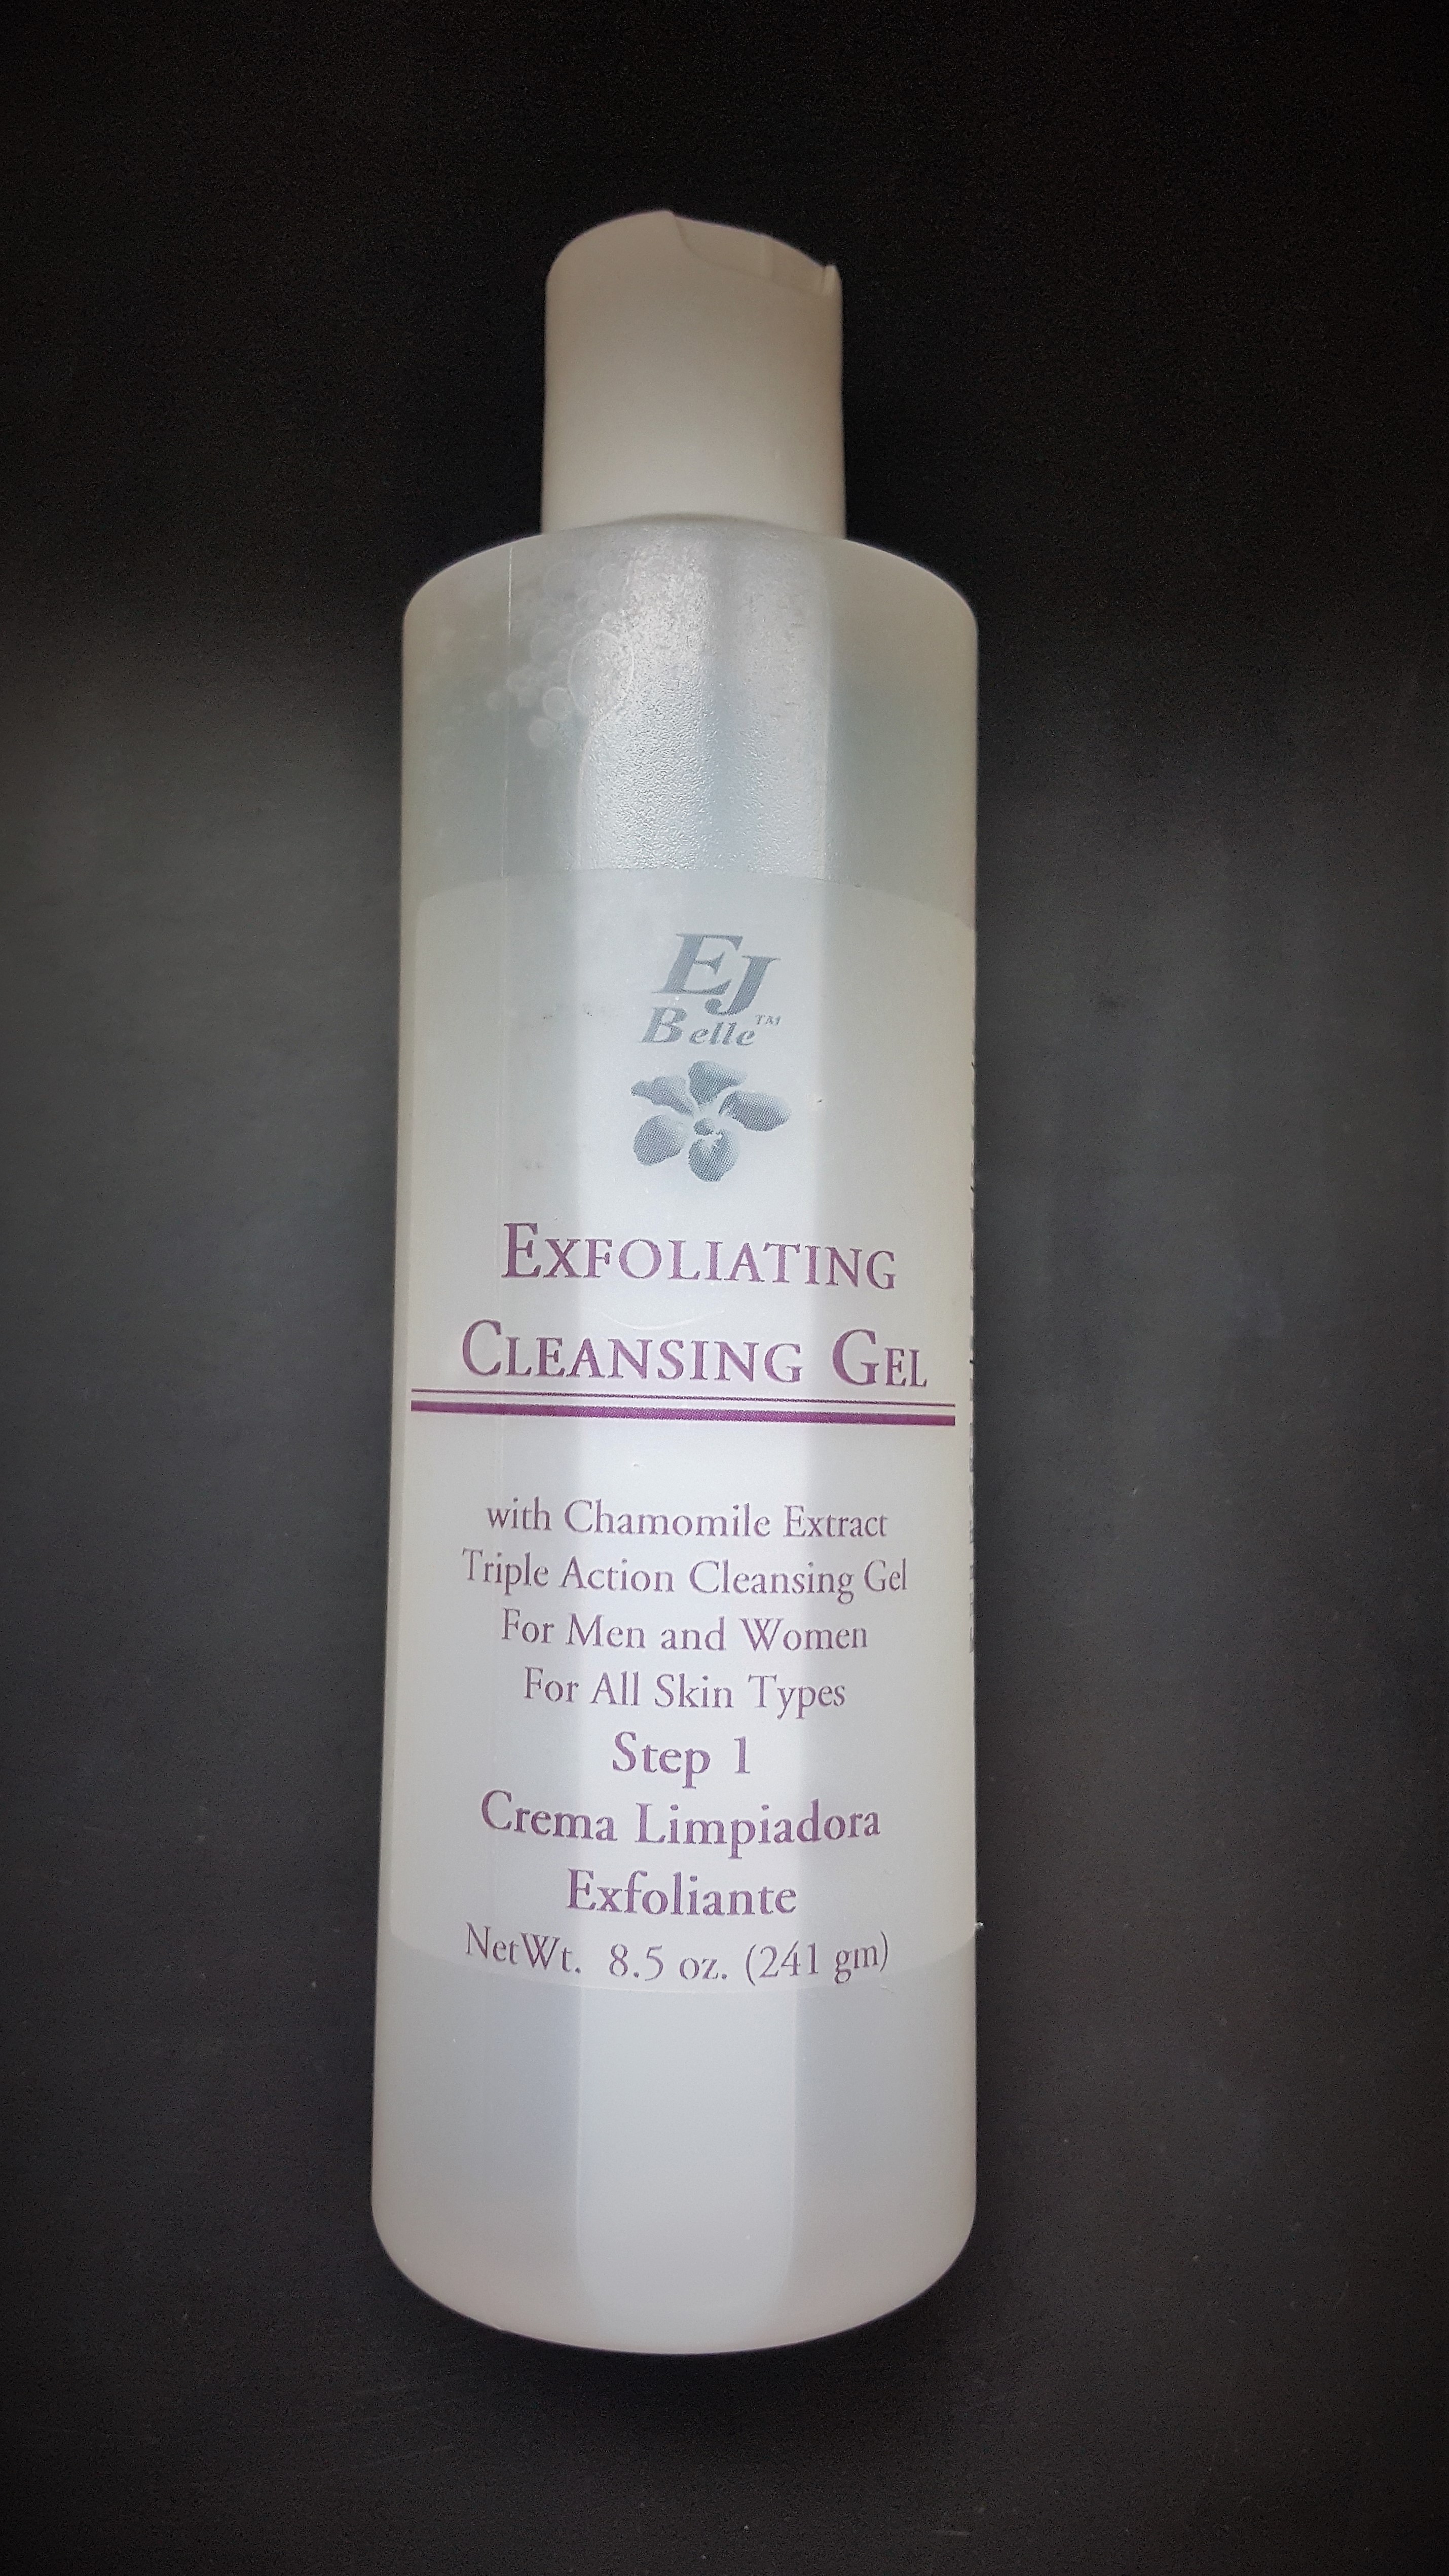 EJ
Belle™
EXFOLIATING
CLEANSING GEL
with Chamomile Extract
Triple Action Cleansing Gel
For Men and Women
For All Skin Types
Step 1
Crema Limpiadora
Exfoliante
NetWt. 8.5 oz. (241 gm)